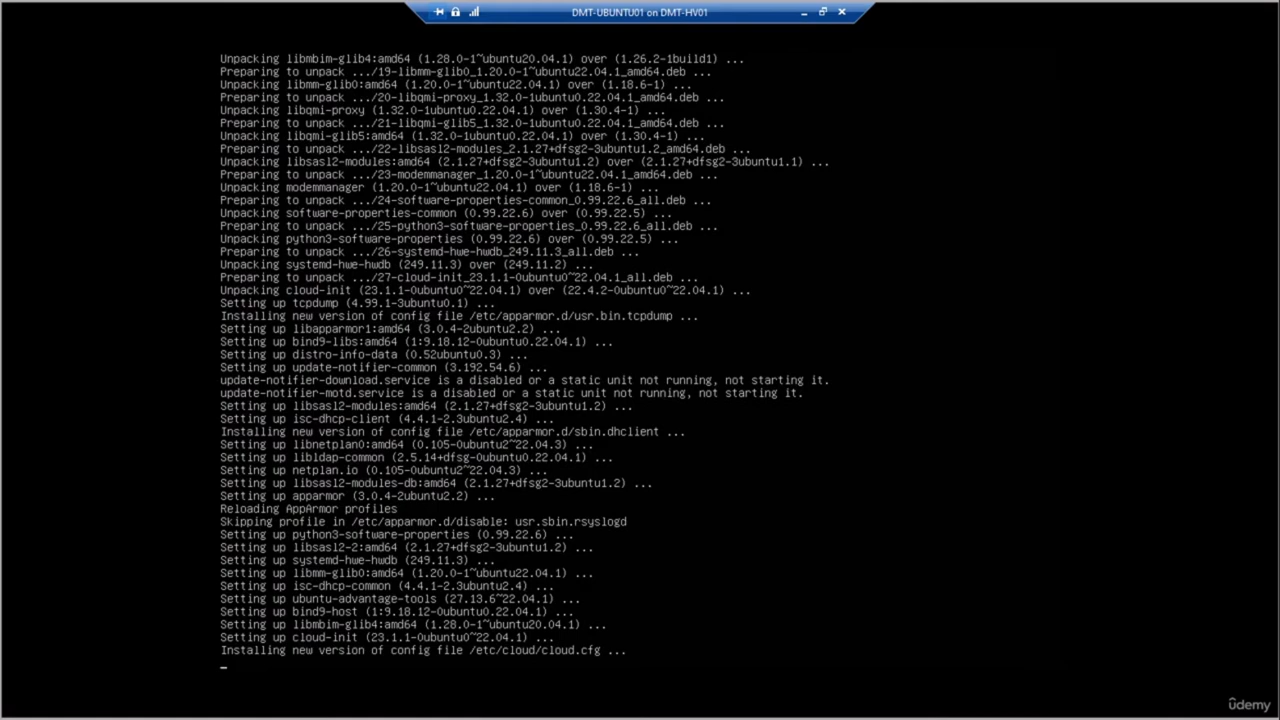 DMT-UBUNTU01 on DMT-HV01
Unpacking libmbim-glib4:amd64 (1.28.0-1~ubuntu20.04.1) over (1.26.2-1build1) ...
Preparing to unpack .../19-libmm-glib0_1.20.0-1~ubuntu22.04.1_amd64.deb ...
Unpacking libmm-glib0:amd64 (1.20.0-1~ubuntu22.04.1) over (1.18.6-1) ...
Preparing to unpack .../20-libqmi-proxy_1.32.0-1ubuntu0.22.04.1_amd64.deb ...
Unpacking libqmi-proxy (1.32.0-1ubuntu0.22.04.1) over (1.30.4-1) ...
Preparing to unpack .../21-libqmi-glib5_1.32.0-1ubuntu0.22.04.1_amd64.deb ...
Unpacking libqmi-glib5:amd64 (1.32.0-1ubuntu0.22.04.1) over (1.30.4-1) ...
Preparing to unpack .../22-libsasl2-modules_2.1.27+dfsg2-3ubuntu1.2_amd64.deb ...
Unpacking libsasl2-modules:amd64 (2.1.27+dfsg2-3ubuntu1.2) over (2.1.27+dfsg2-3ubuntu1.1) ...
Preparing to unpack .../23-modemmanager_1.20.0-1~ubuntu22.04.1_amd64.deb ...
Unpacking modemmanager (1.20.0-1~ubuntu22.04.1) over (1.18.6-1) ...
Preparing to unpack .../24-software-properties-common_0.99.22.6_all.deb ...
Unpacking software-properties-common (0.99.22.6) over (0.99.22.5) ...
Preparing to unpack .../25-python3-software-properties_0.99.22.6_all.deb ...
Unpacking python3-software-properties (0.99.22.6) over (0.99.22.5) ...
Preparing to unpack .../26-systemd-hwe-hwdb_249.11.3_all.deb ...
Unpacking systemd-hwe-hwdb (249.11.3) over (249.11.2) ...
Preparing to unpack .../27-cloud-init_23.1.1-0ubuntu0~22.04.1_all.deb ...
Unpacking cloud-init (23.1.1-0ubuntu0~22.04.1) over (22.4.2-0ubuntu0~22.04.1) ...
Setting up tcpdump (4.99.1-3ubuntu0.1) ...
Installing new version of config file /etc/apparmor.d/usr.bin.tcpdump ...
Setting up libapparmor1:amd64 (3.0.4-2ubuntu2.2) ...
Setting up bind9-libs:amd64 (1:9.18.12-0ubuntu0.22.04.1) ...
Setting up distro-info-data (0.52ubuntu0.3) ...
Setting up update-notifier-common (3.192.54.6) ...
update-notifier-download.service is a disabled or a static unit not running, not starting it.
update-notifier-motd.service is a disabled or a static unit not running, not starting it.
Setting up libsasl2-modules:amd64 (2.1.27+dfsg2-3ubuntu1.2) ...
Setting up isc-dhcp-client (4.4.1-2.3ubuntu2.4) ...
Installing new version of config file /etc/apparmor.d/sbin.dhclient ...
Setting up libnetplan0:amd64 (0.105-0ubuntu2~22.04.3) ...
Setting up libldap-common (2.5.14+dfsg-0ubuntu0.22.04.1) ...
Setting up netplan.io (0.105-0ubuntu2~22.04.3) ...
Setting up libsasl2-modules-db:amd64 (2.1.27+dfsg2-3ubuntu1.2) ...
Setting up apparmor (3.0.4-2ubuntu2.2) ...
Reloading AppArmor profiles
Skipping profile in /etc/apparmor.d/disable: usr.sbin.rsyslogd
Setting up python3-software-properties (0.99.22.6) ...
Setting up libsasl2-2:amd64 (2.1.27+dfsg2-3ubuntu1.2) ...
Setting up systemd-hwe-hwdb (249.11.3) ...
Setting up libmm-glib0:amd64 (1.20.0-1~ubuntu22.04.1) ...
Setting up isc-dhcp-common (4.4.1-2.3ubuntu2.4) ...
Setting up ubuntu-advantage-tools (27.13.6~22.04.1) ...
Setting up bind9-host (1:9.18.12-0ubuntu0.22.04.1) ...
Setting up libmbim-glib4:amd64 (1.28.0-1~ubuntu20.04.1) ...
Setting up cloud-init (23.1.1-0ubuntu0~22.04.1) ...
Installing new version of config file /etc/cloud/cloud.cfg ...
ûdemy